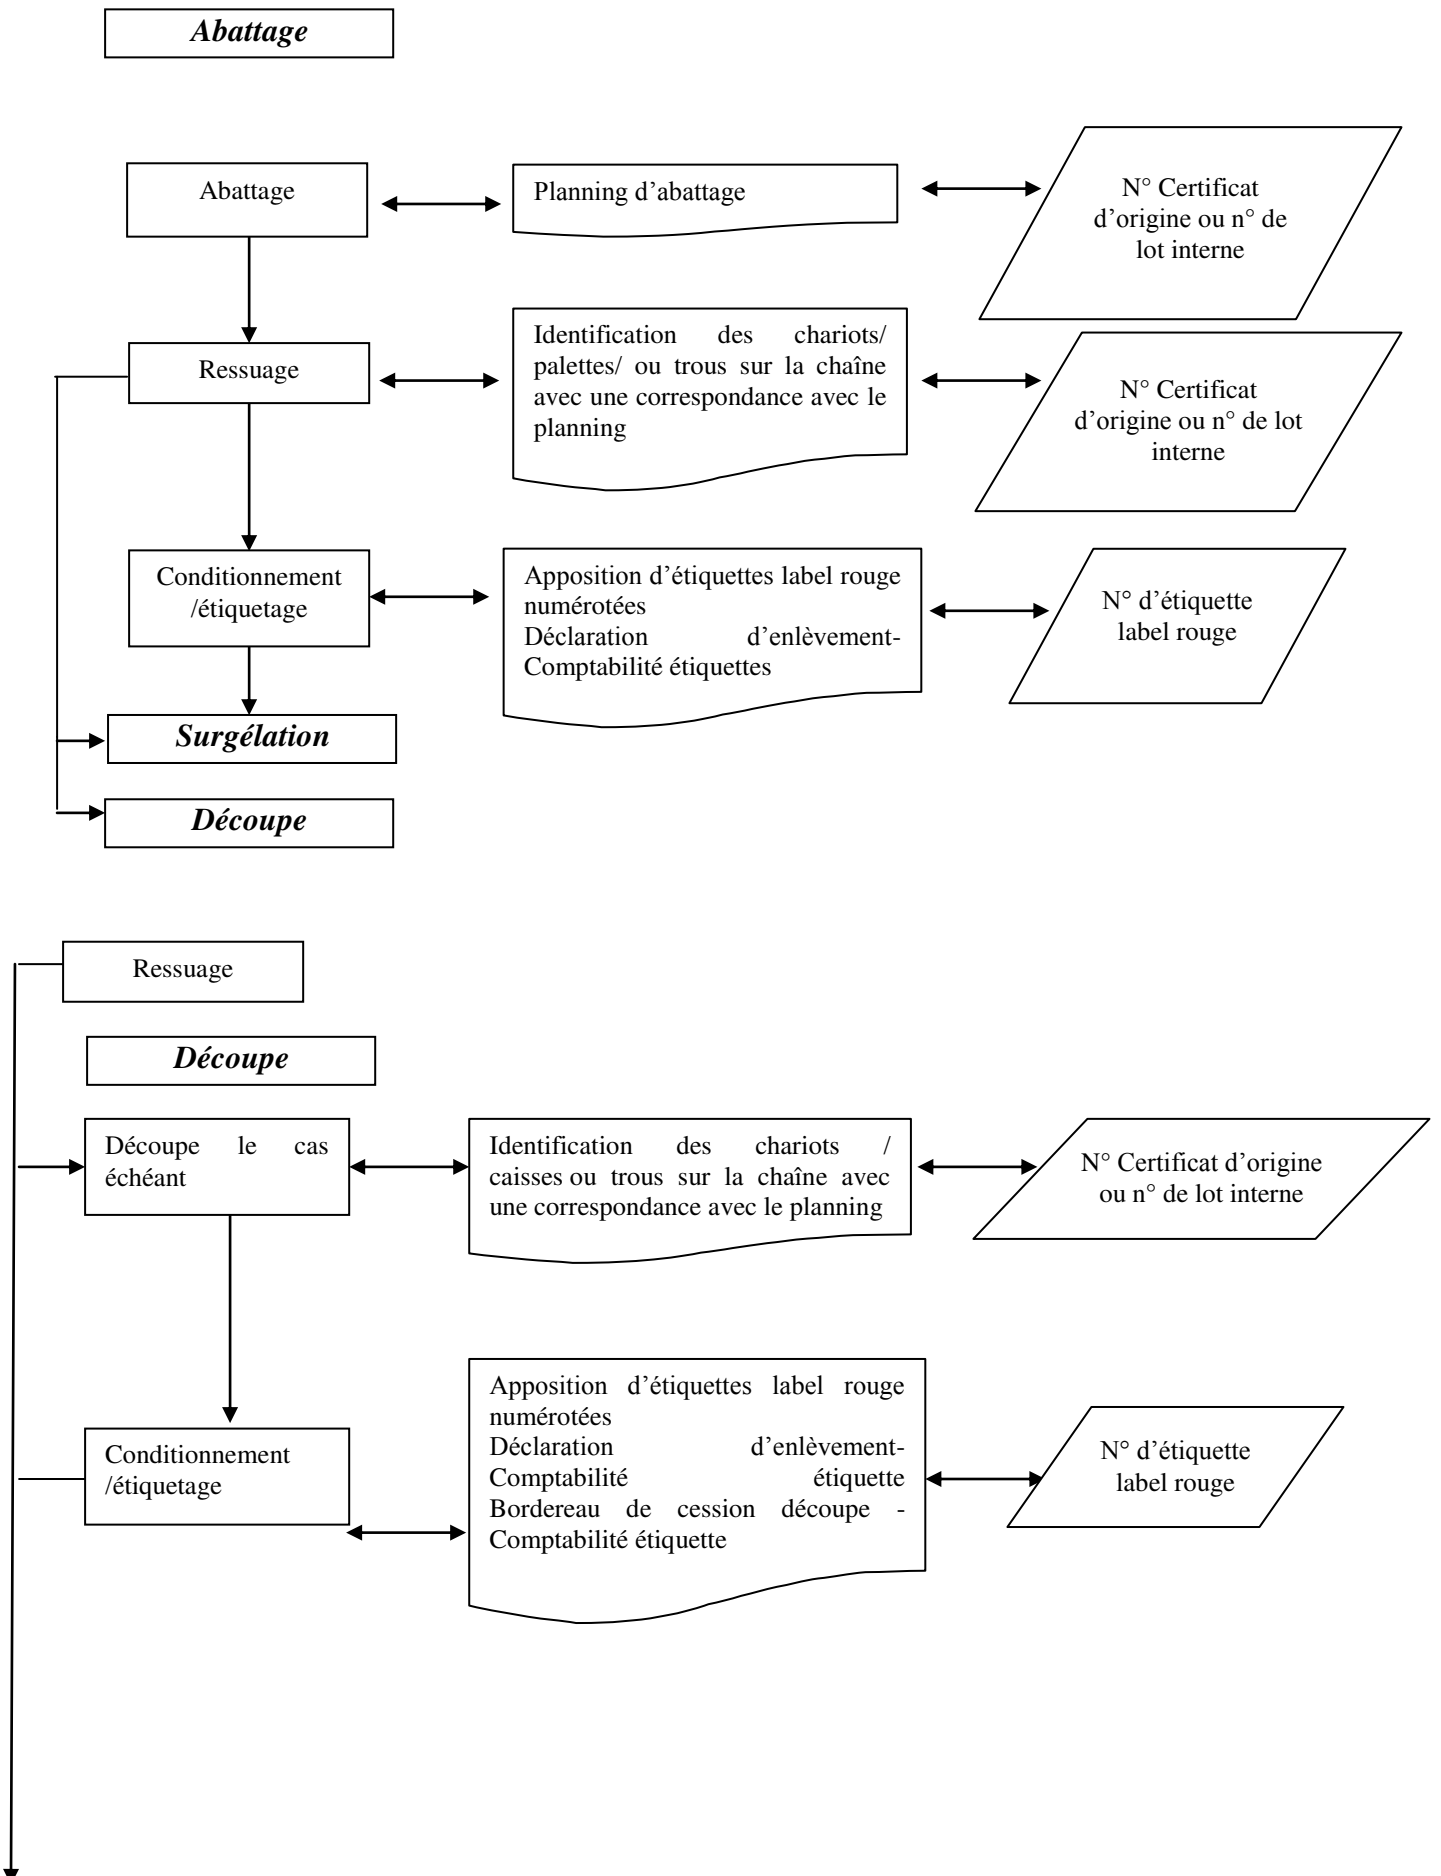 Abattage
Abattage
Planning d’abattage
N° Certificat
d’origine ou n° de
lot interne
Ressuage
Identification des chariots/
palettes/ ou trous sur la chaîne
avec une correspondance avec le
planning
N° Certificat
d’origine ou n° de lot
interne
Conditionnement
/étiquetage
Apposition d’étiquettes label rouge
numérotées
Déclaration d’enlèvement-
Comptabilité étiquettes
N° d’étiquette
label rouge
Surgélation
Découpe
Ressuage
Découpe
Découpe le cas
échéant
Identification des chariots /
caisses ou trous sur la chaîne avec
une correspondance avec le planning
N° Certificat d’origine
ou n° de lot interne
Conditionnement
/étiquetage
Apposition d’étiquettes label rouge
numérotées
Déclaration d’enlèvement-
Comptabilité étiquette
Bordereau de cession découpe -
Comptabilité étiquette
N° d’étiquette
label rouge